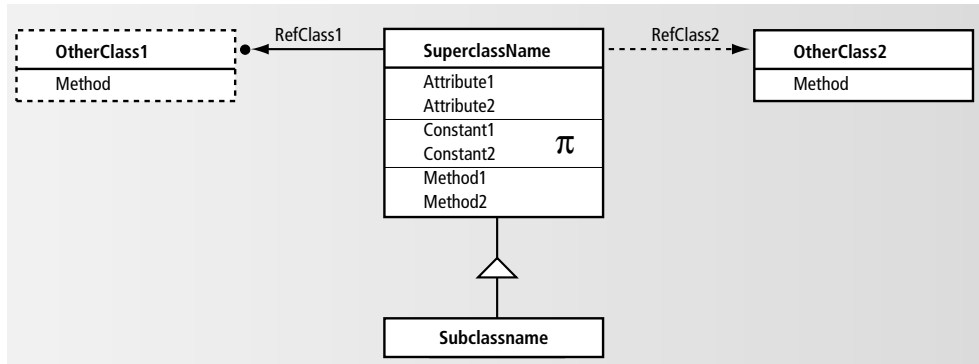 OtherClass1
Method
RefClass1
SuperclassName
Attribute1
Attribute2
Constant1
Constant2
π
Method1
Method2
RefClass2
OtherClass2
Method
Subclassname